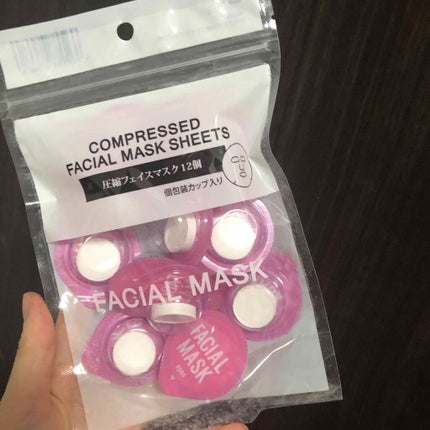 COMPRESSED
FACIAL MASK SHEETS
圧縮フェイスマスク12個
個包装カップ入り
FACIAL MASK
FACIAL
MASK
open